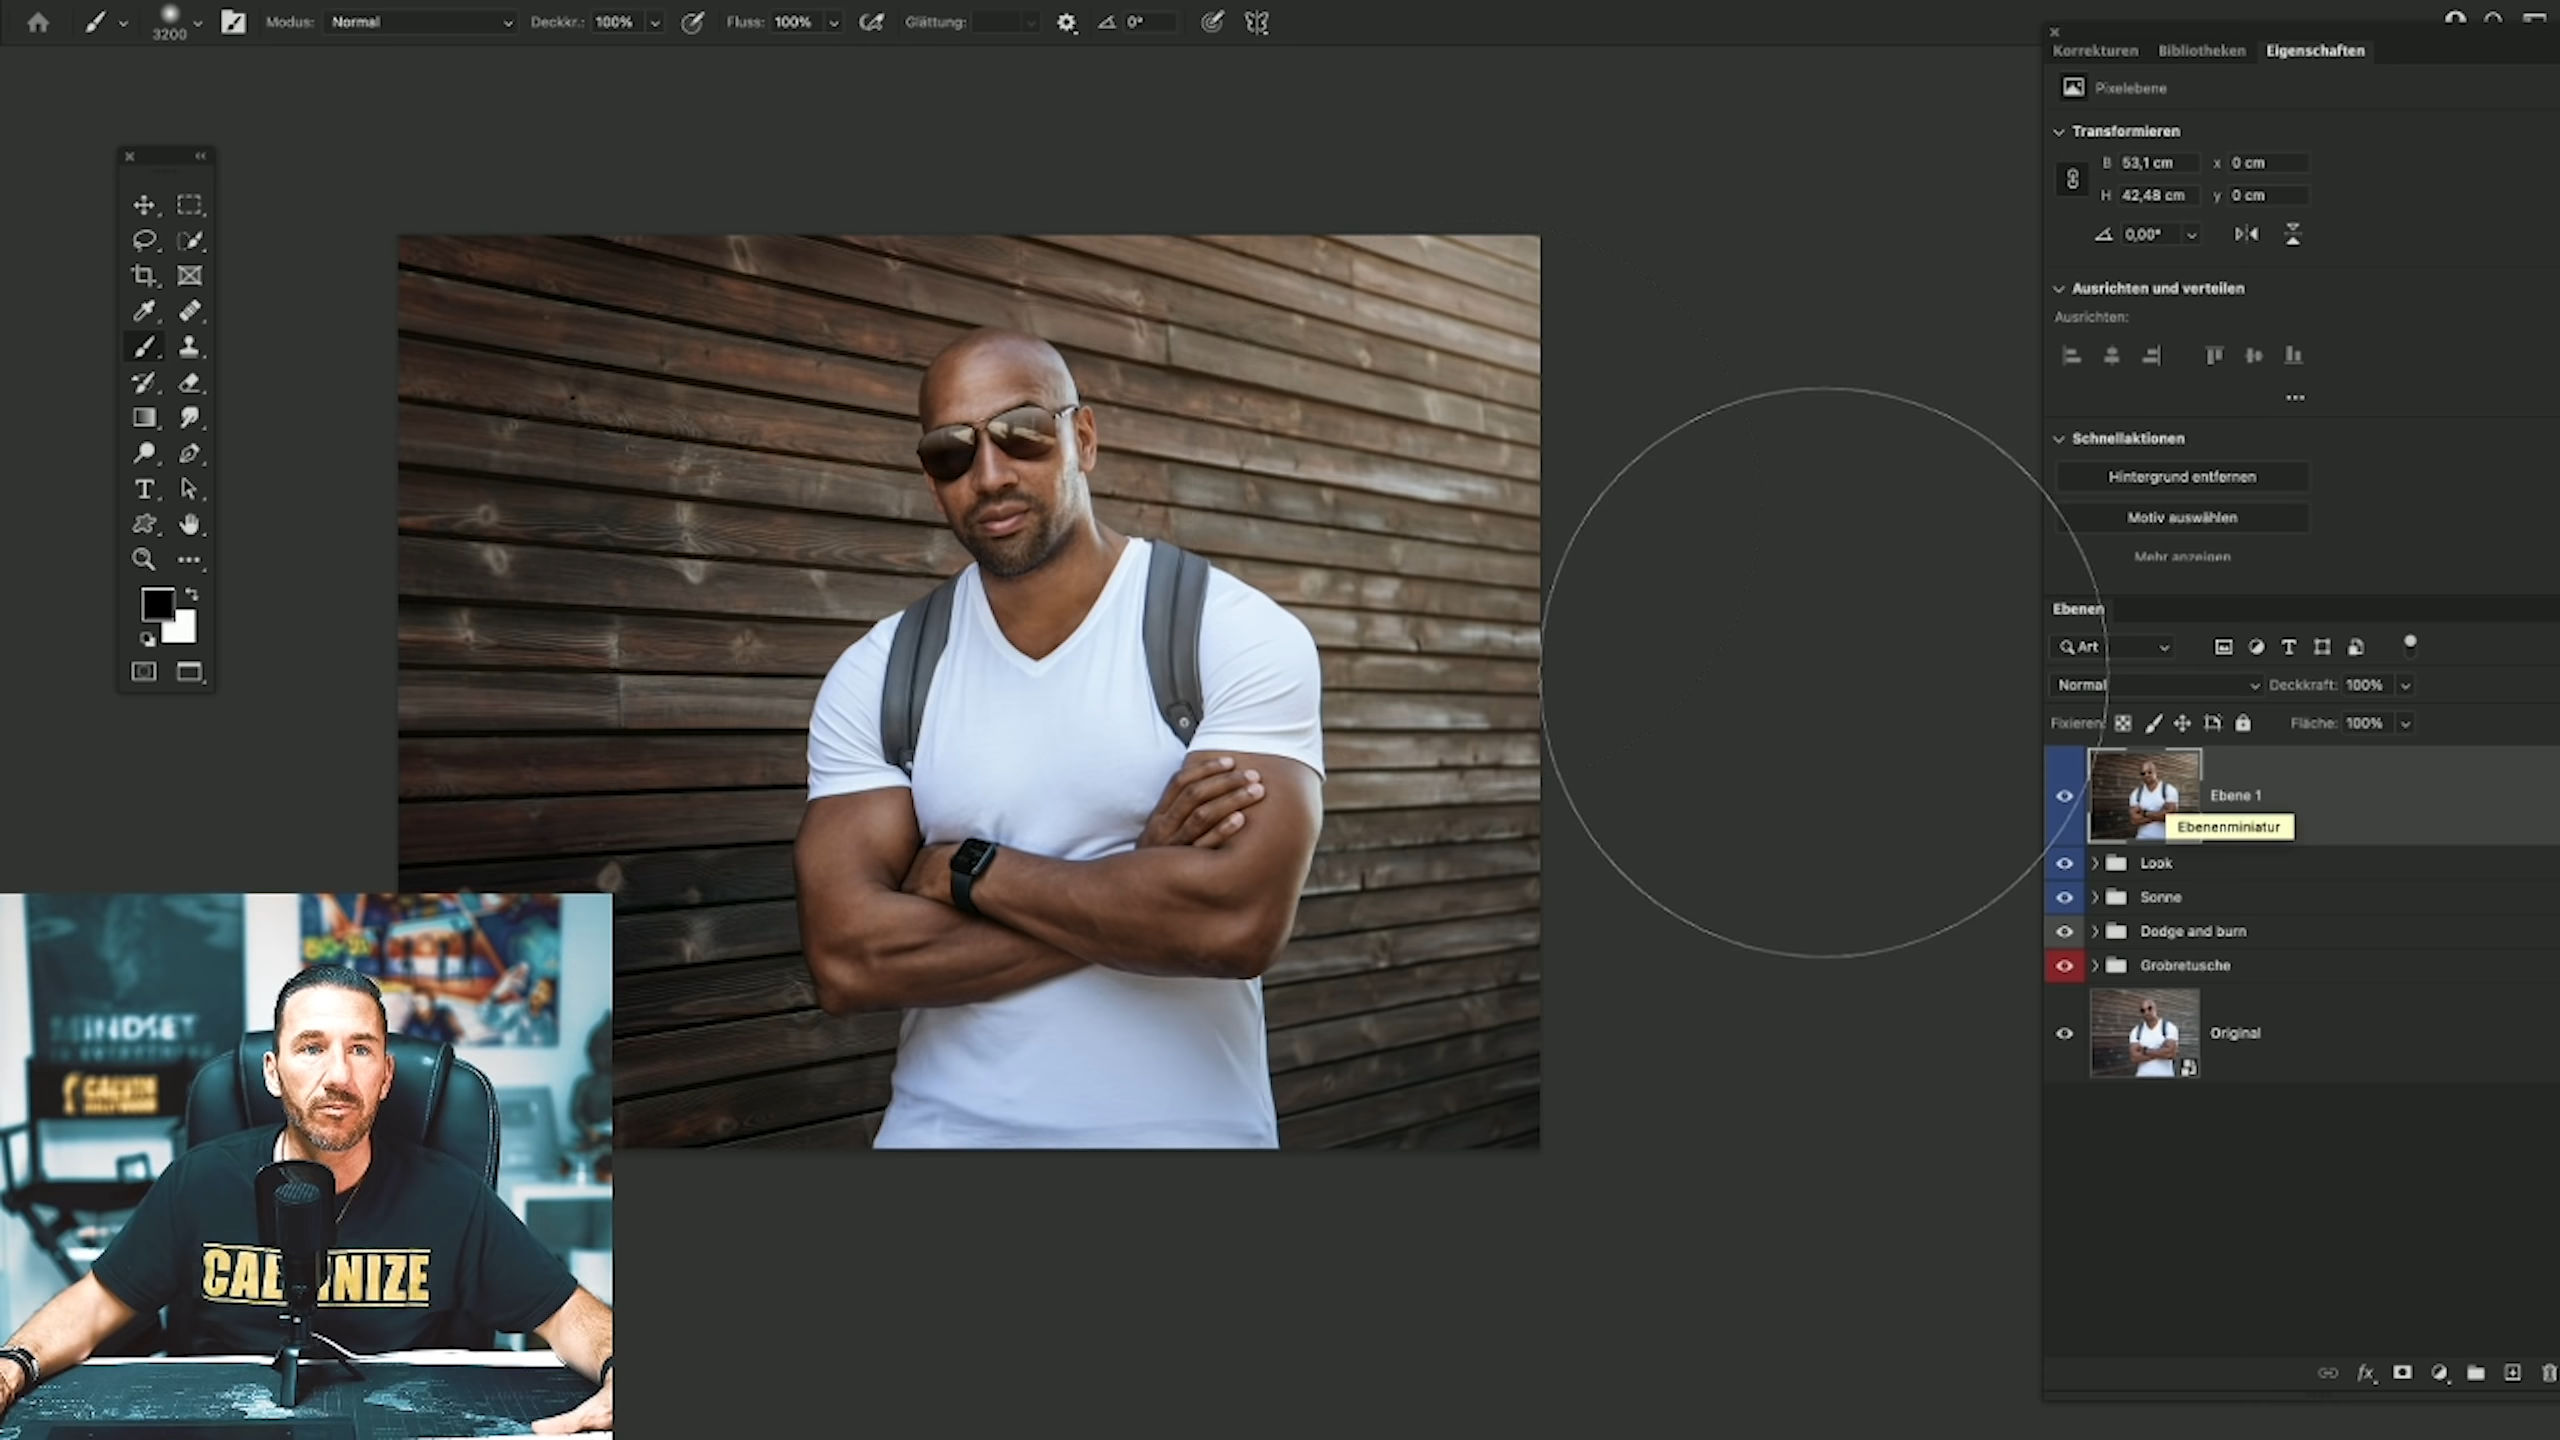 3200
Modus: Normal
Deckkr.: 100%
Fluss: 100%
Glättung:
0°
Korrekturen
Bibliotheken
Eigenschaften
Pixelebene
Transformieren
B 53,1 cm x 0 cm
H 42,48 cm y 0 cm
0,00°
Ausrichten und verteilen
Ausrichten:
Schnellaktionen
Hintergrund entfernen
Motiv auswählen
Mehr anzeigen
Ebenen
Art
Normal Deckkraft: 100%
Fixieren: Fläche: 100%
Ebene 1
Ebenenminiatur
Look
Sonne
Dodge and burn
Grobretusche
Original
MINDSET
CALVIN